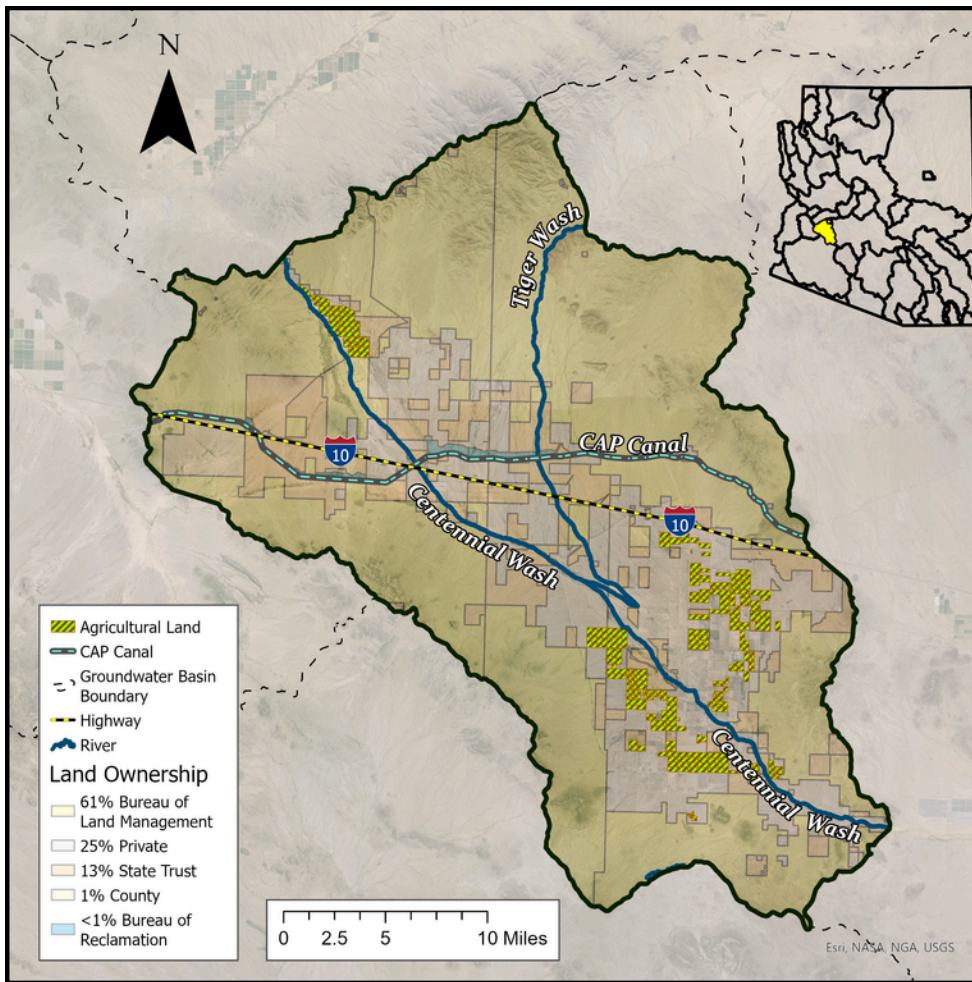 N
Tiger Wash
CAP Canal
10
10
Centennial Wash
Centennial Wash
Agricultural Land
CAP Canal
Groundwater Basin
Boundary
Highway
River
Land Ownership
61% Bureau of
Land Management
25% Private
13% State Trust
1% County
<1% Bureau of
Reclamation
0 2.5 5 10 Miles
Esri, NASA, NGA, USGS